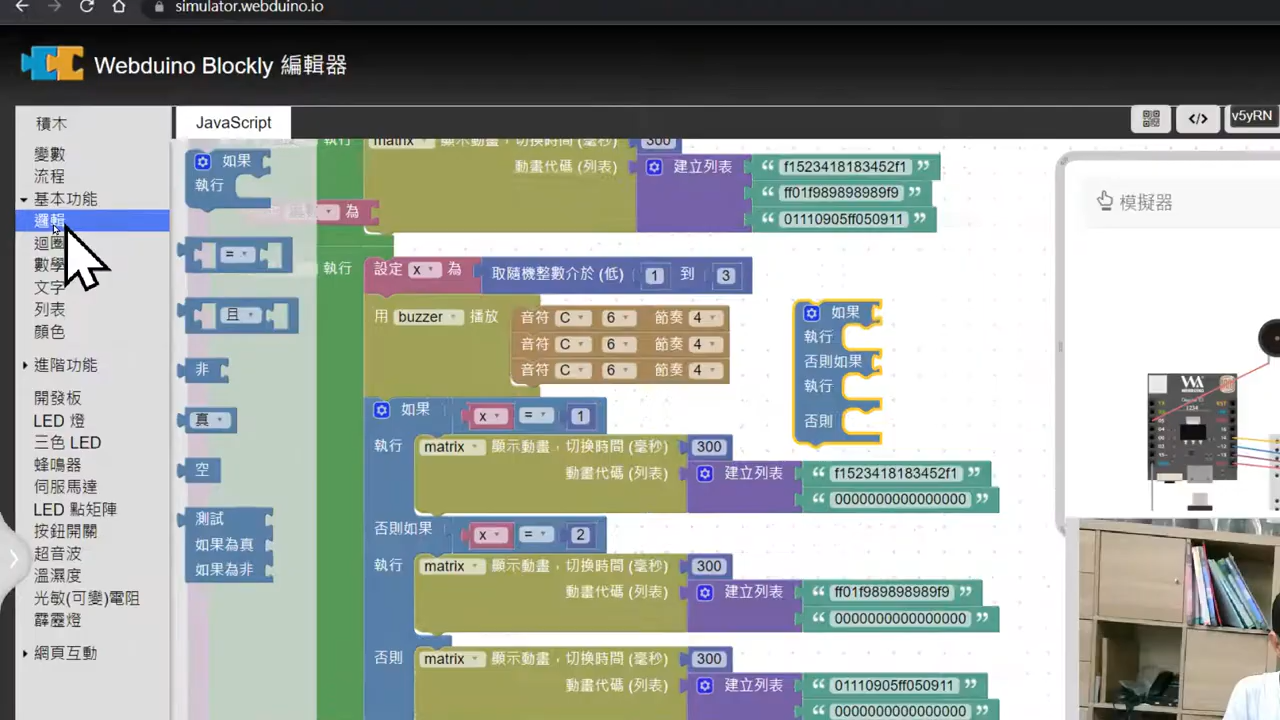 simulator.webduino.io
Webduino Blockly 編輯器
積木
變數
流程
基本功能
邏輯
迴圈
數學
文字
列表
顏色
進階功能
開發板
LED 燈
三色 LED
蜂鳴器
伺服馬達
LED 點矩陣
按鈕開關
超音波
溫濕度
光敏(可變)電阻
霹靂燈
網頁互動
JavaScript
</>
v5yRN
如果
執行
=
且
非
真
空
測試
如果為真
如果為非
執行
matrix 顯示動畫，切換時間 (毫秒) 300
動畫代碼 (列表) 建立列表 “ f1523418183452f1 ”
“ ff01f989898989f9 ”
“ 01110905ff050911 ”
為
執行
設定 x 為 取隨機整數介於 (低) 1 到 3
用 buzzer 播放 音符 C 6 節奏 4
音符 C 6 節奏 4
音符 C 6 節奏 4
如果 x = 1
執行 matrix 顯示動畫，切換時間 (毫秒) 300
動畫代碼 (列表) 建立列表 “ f1523418183452f1 ”
“ 0000000000000000 ”
否則如果 x = 2
執行 matrix 顯示動畫，切換時間 (毫秒) 300
動畫代碼 (列表) 建立列表 “ ff01f989898989f9 ”
“ 0000000000000000 ”
否則 matrix 顯示動畫，切換時間 (毫秒) 300
動畫代碼 (列表) 建立列表 “ 01110905ff050911 ”
“ 0000000000000000 ”
如果
執行
否則如果
執行
否則
模擬器